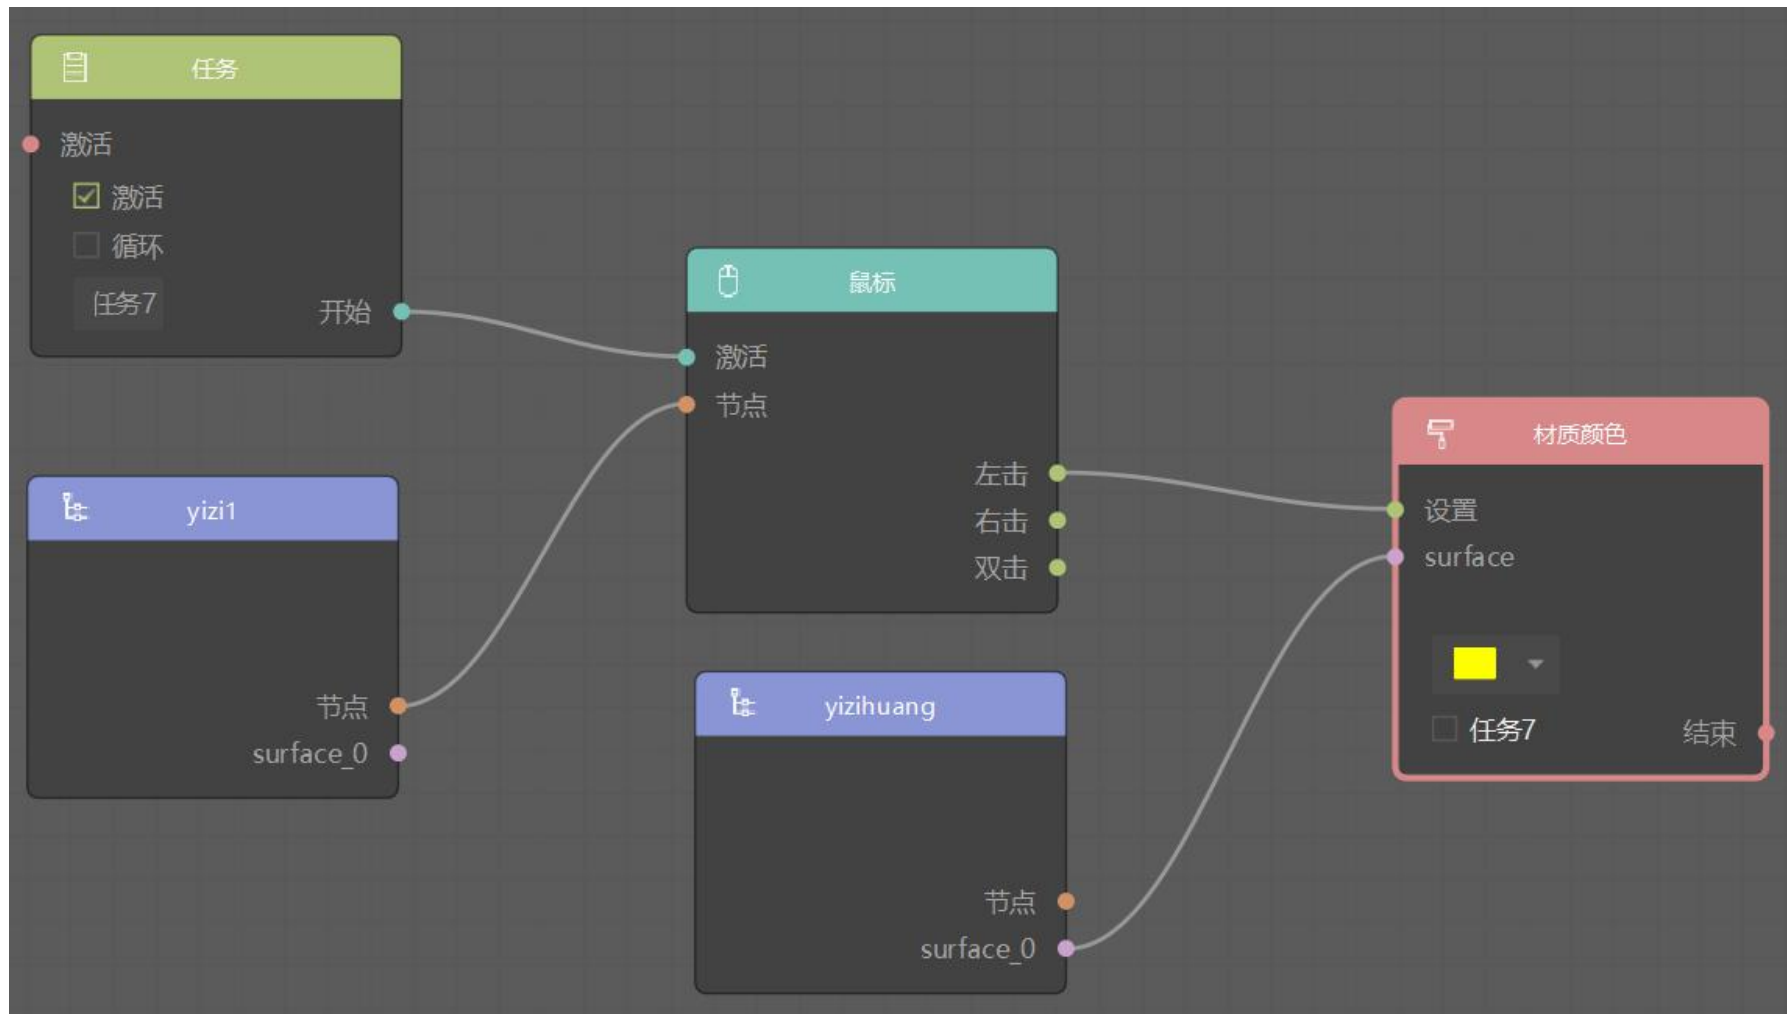 任务
激活
激活
循环
任务7
开始
鼠标
激活
节点
左击
右击
双击
yizi1
节点
surface_0
yizihuang
节点
surface_0
材质颜色
设置
surface
任务7
结束